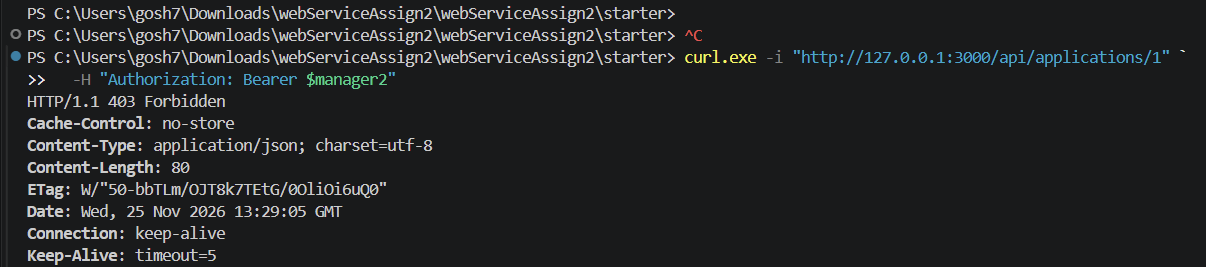 PS C:\Users\gosh7\Downloads\webServiceAssign2\webServiceAssign2\starter>
PS C:\Users\gosh7\Downloads\webServiceAssign2\webServiceAssign2\starter> ^C
PS C:\Users\gosh7\Downloads\webServiceAssign2\webServiceAssign2\starter> curl.exe -i "http://127.0.0.1:3000/api/applications/1" `
>>   -H "Authorization: Bearer $manager2"
HTTP/1.1 403 Forbidden
Cache-Control: no-store
Content-Type: application/json; charset=utf-8
Content-Length: 80
ETag: W/"50-bbTLm/OJT8k7TEtG/0OliOi6uQ0"
Date: Wed, 25 Nov 2026 13:29:05 GMT
Connection: keep-alive
Keep-Alive: timeout=5